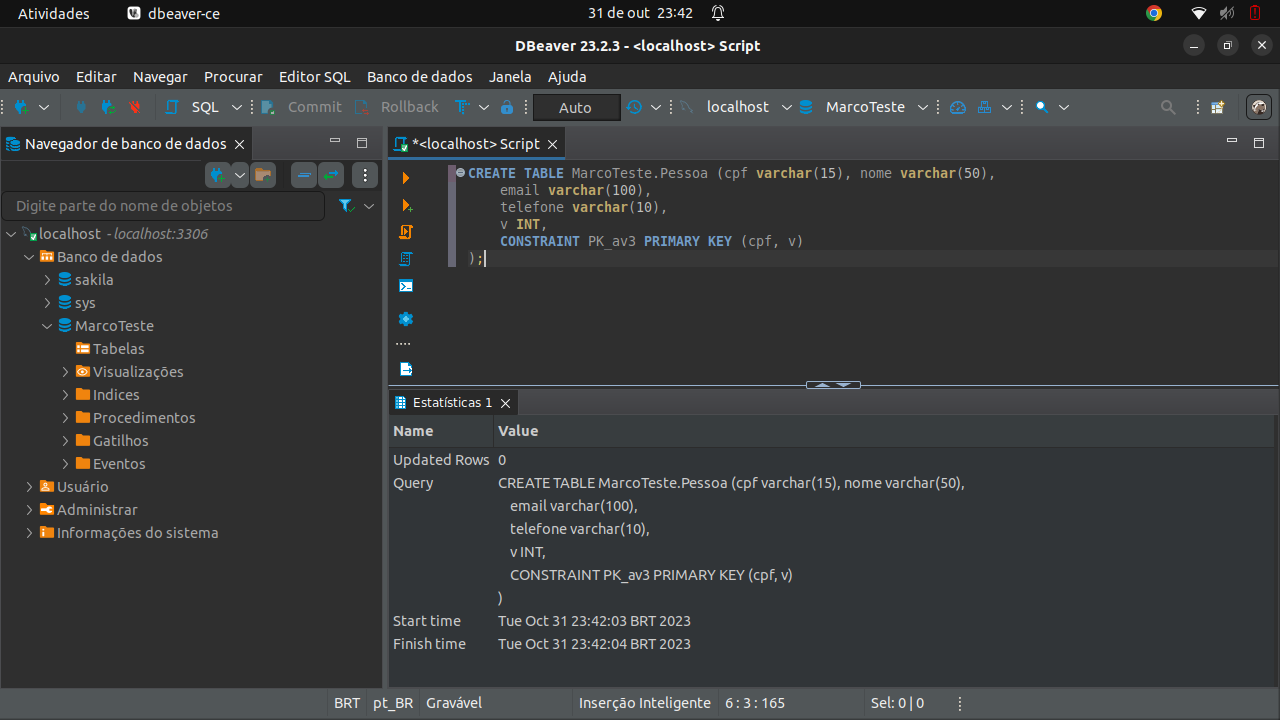 Atividades dbeaver-ce 31 de out 23:42
DBeaver 23.2.3 - <localhost> Script
Arquivo Editar Navegar Procurar Editor SQL Banco de dados Janela Ajuda
SQL Commit Rollback Auto localhost MarcoTeste
Navegador de banco de dados
Digite parte do nome de objetos
localhost - localhost:3306
Banco de dados
sakila
sys
MarcoTeste
Tabelas
Visualizações
Indices
Procedimentos
Gatilhos
Eventos
Usuário
Administrar
Informações do sistema
*<localhost> Script
CREATE TABLE MarcoTeste.Pessoa (cpf varchar(15), nome varchar(50),
email varchar(100),
telefone varchar(10),
v INT,
CONSTRAINT PK_av3 PRIMARY KEY (cpf, v)
);
Estatísticas 1
Name Value
Updated Rows 0
Query CREATE TABLE MarcoTeste.Pessoa (cpf varchar(15), nome varchar(50),
email varchar(100),
telefone varchar(10),
v INT,
CONSTRAINT PK_av3 PRIMARY KEY (cpf, v)
)
Start time Tue Oct 31 23:42:03 BRT 2023
Finish time Tue Oct 31 23:42:04 BRT 2023
BRT pt_BR Gravável Inserção Inteligente 6 : 3 : 165 Sel: 0 | 0